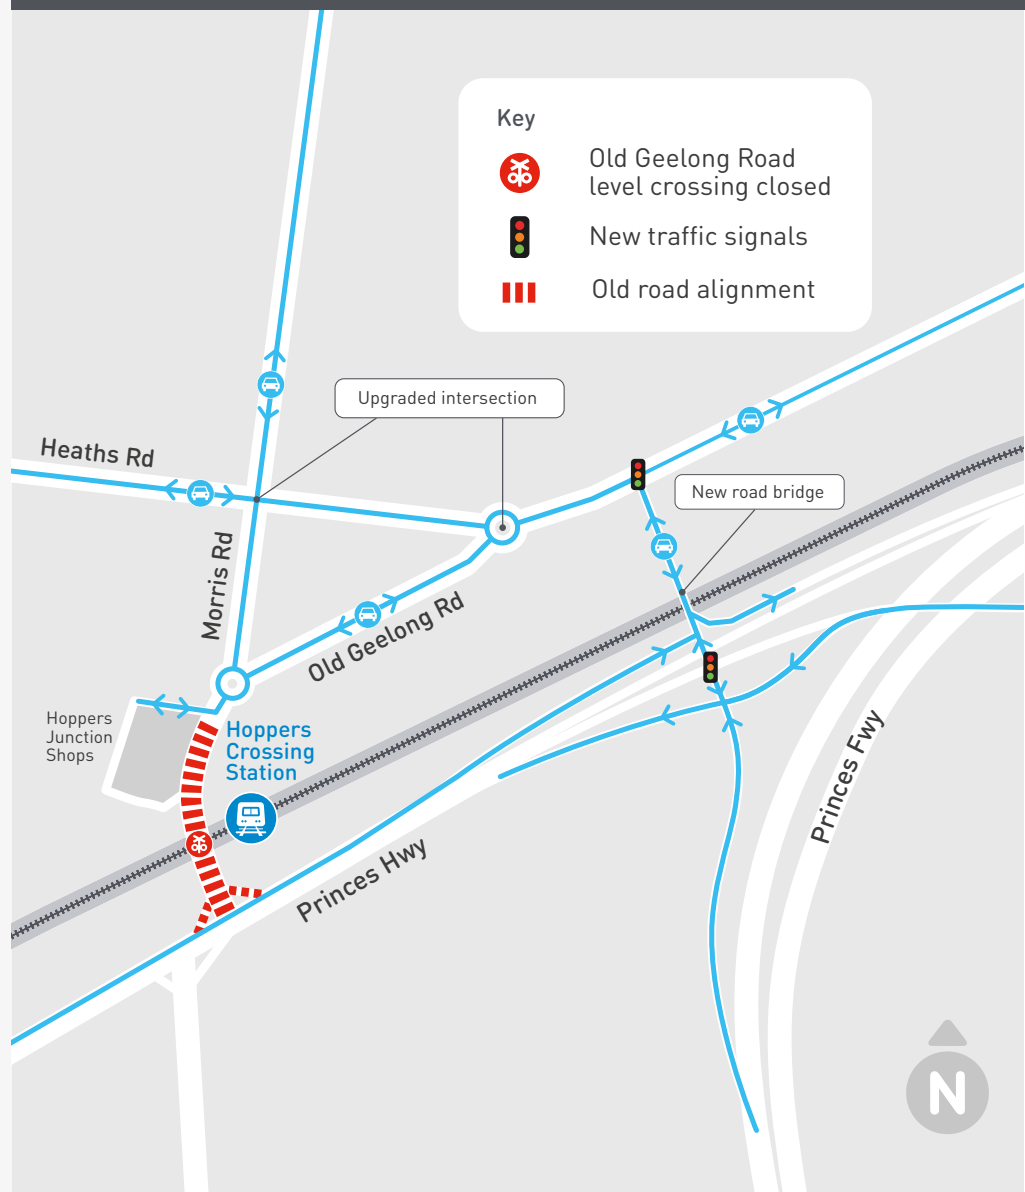 Key
Old Geelong Road
level crossing closed
New traffic signals
Old road alignment
Upgraded intersection
Heaths Rd
New road bridge
Morris Rd
Old Geelong Rd
Hoppers
Junction
Shops
Hoppers
Crossing
Station
Princes Fwy
Princes Hwy
N